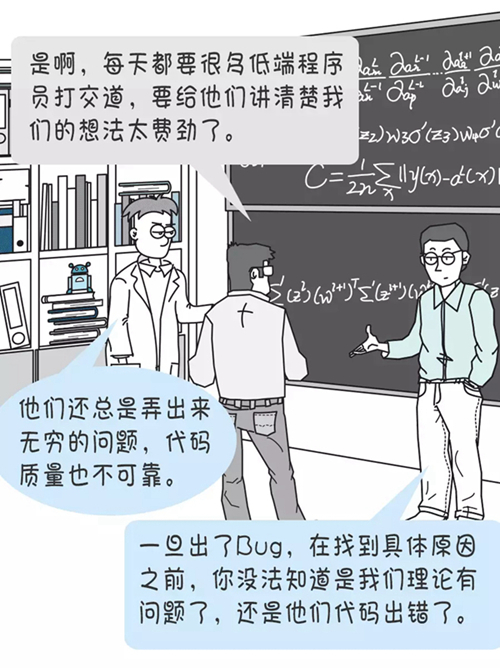 是啊，每天都要很多低端程序
员打交道，要给他们讲清楚我
们的想法太费劲了。
C = 1/2n ∑x ||y(x)-aᴸ(x)||
他们还总是弄出来
无穷的问题，代码
质量也不可靠。
一旦出了Bug，在找到具体原因
之前，你没法知道是我们理论有
问题了，还是他们代码出错了。